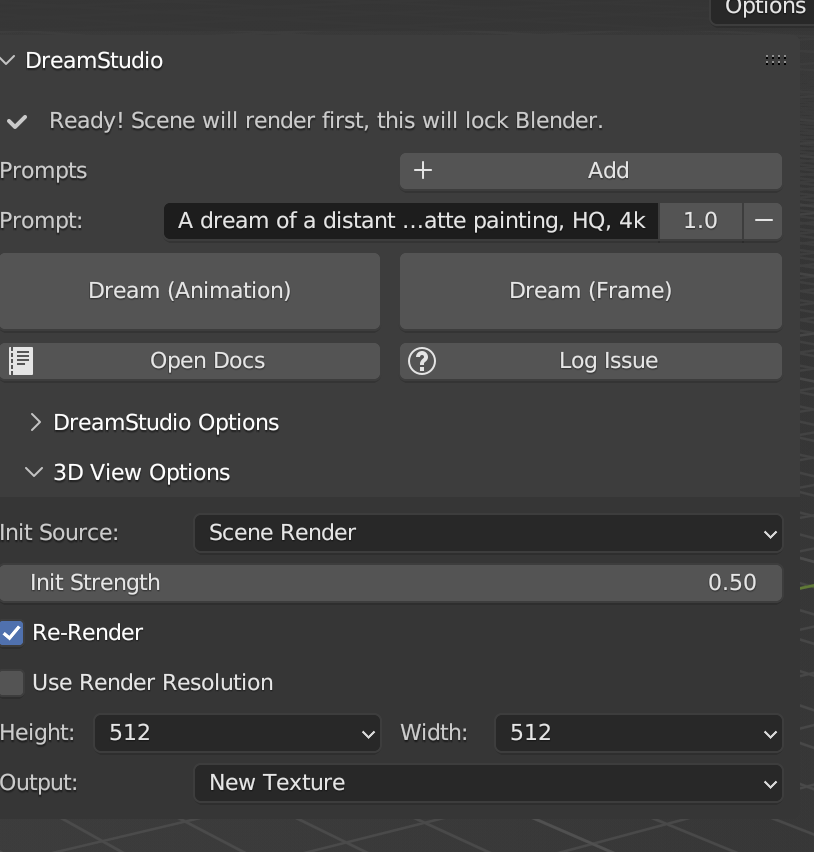 Options
DreamStudio
Ready! Scene will render first, this will lock Blender.
Prompts Add
Prompt: A dream of a distant ...atte painting, HQ, 4k 1.0
Dream (Animation) Dream (Frame)
Open Docs Log Issue
DreamStudio Options
3D View Options
Init Source: Scene Render
Init Strength 0.50
Re-Render
Use Render Resolution
Height: 512 Width: 512
Output: New Texture